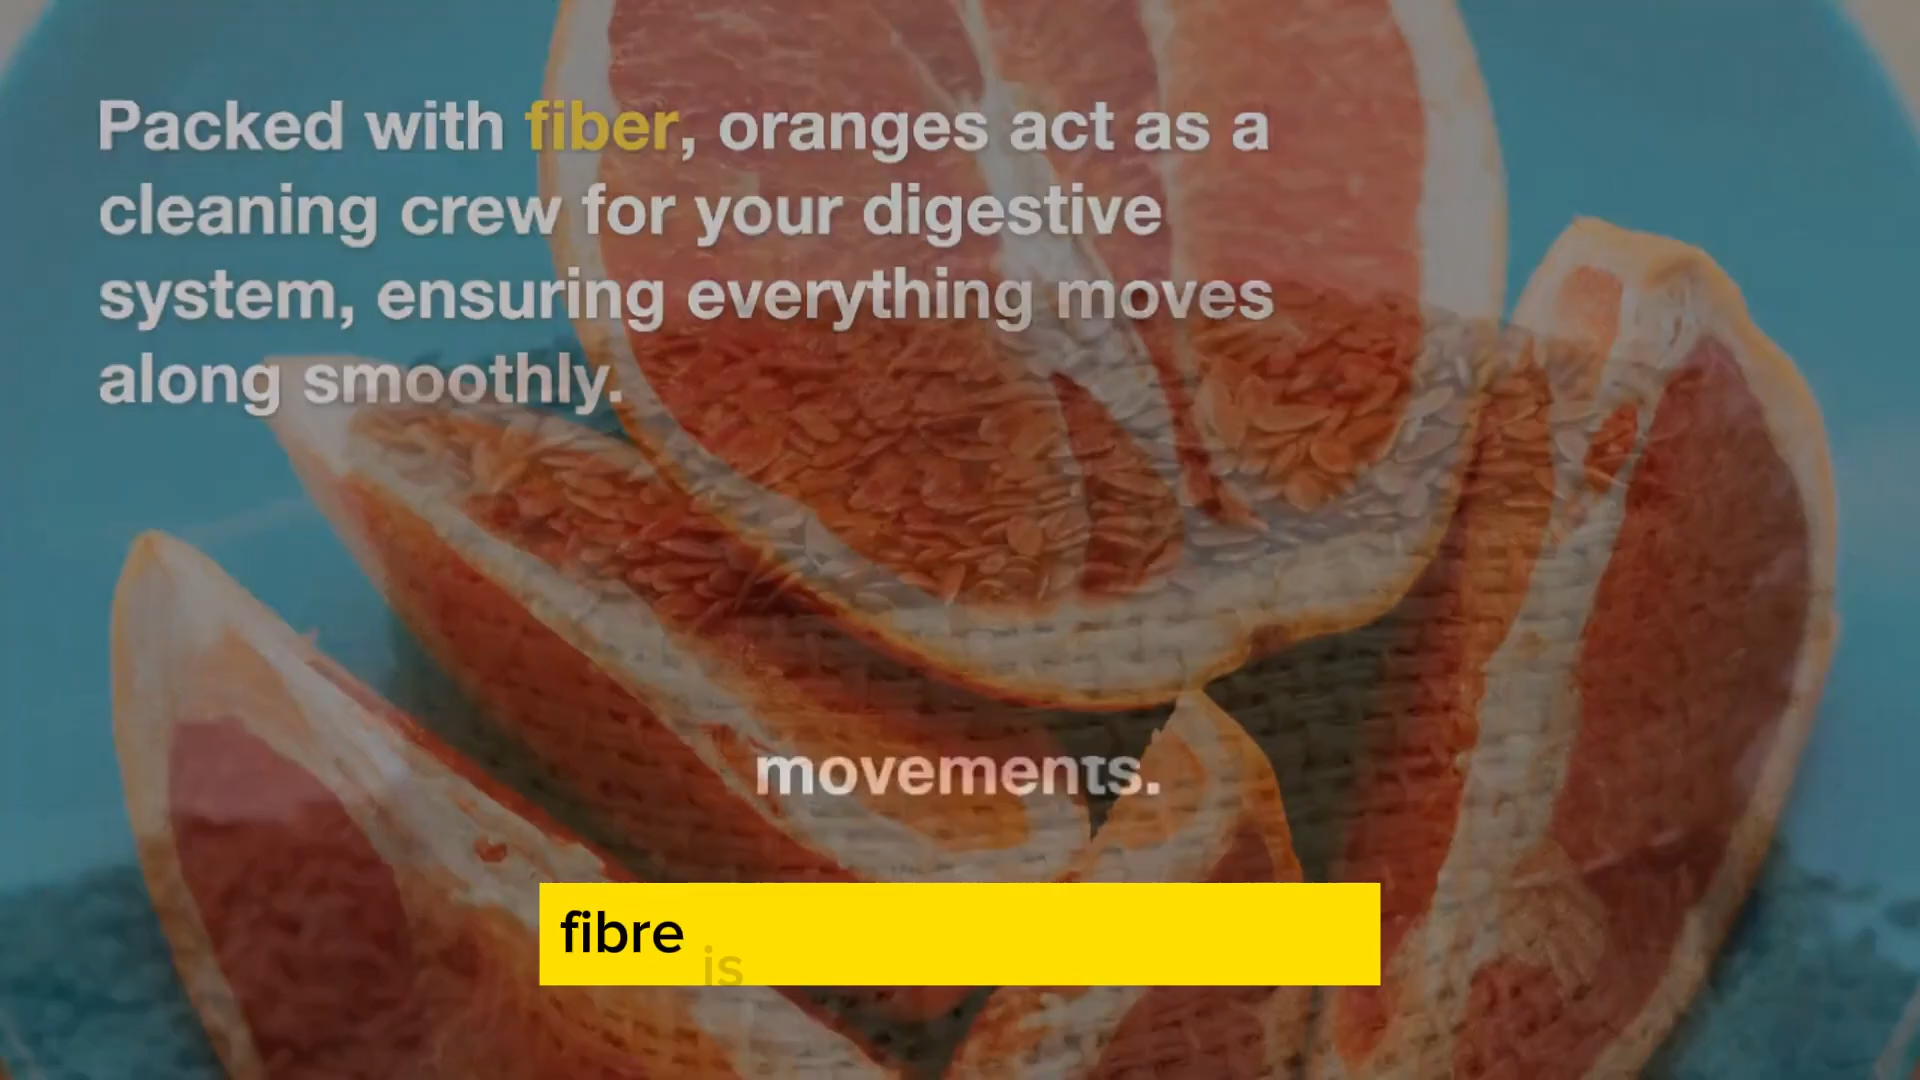 Packed with fiber, oranges act as a
cleaning crew for your digestive
system, ensuring everything moves
along smoothly.
movements.
fibre is